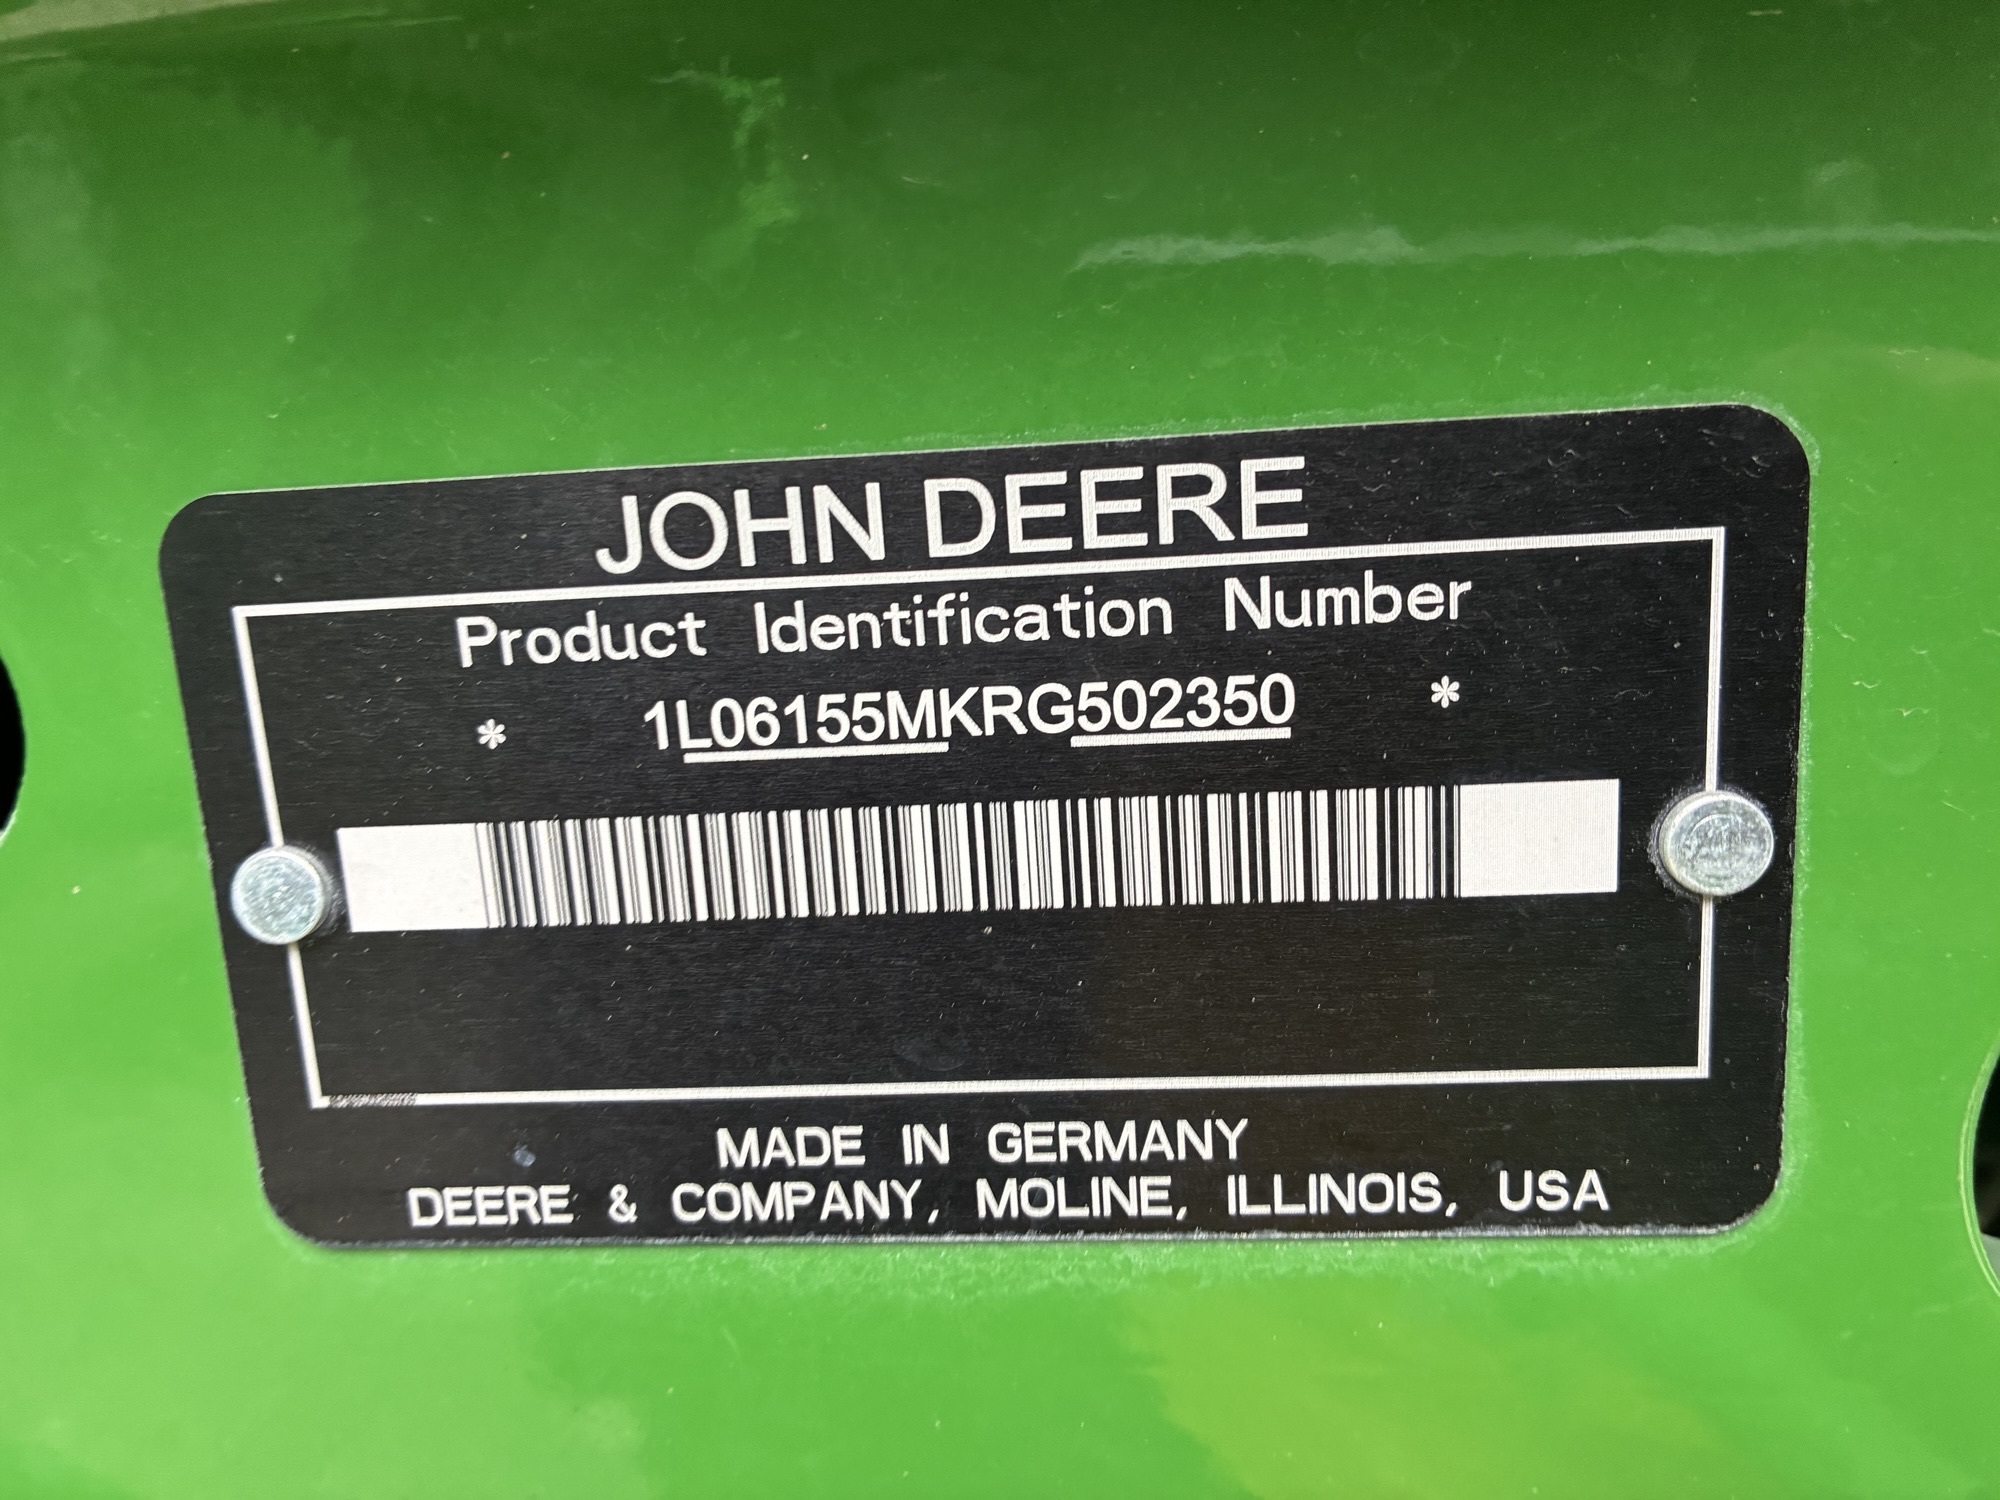 JOHN DEERE
Product Identification Number
* 1L06155MKRG502350 *
MADE IN GERMANY
DEERE & COMPANY, MOLINE, ILLINOIS, USA